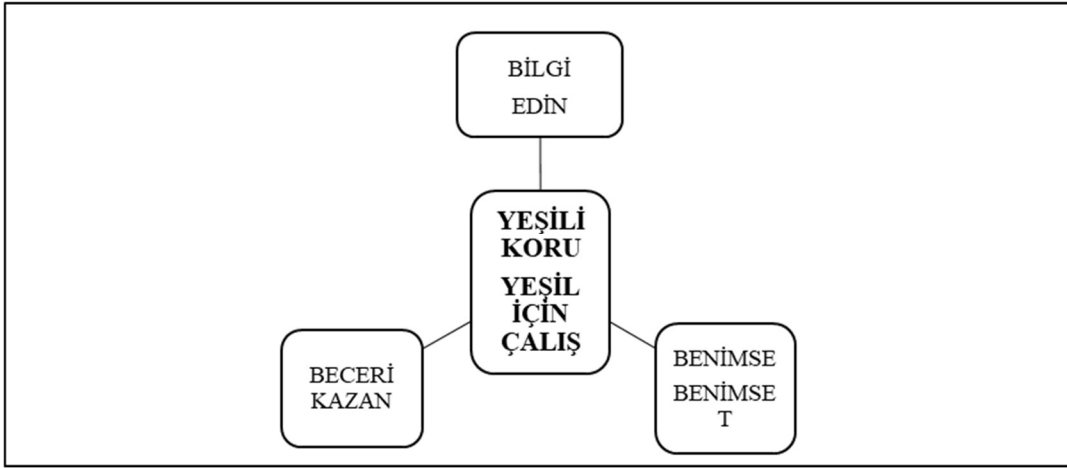 BİLGİ
EDİN
YEŞİLİ
KORU
YEŞİL
İÇİN
ÇALIŞ
BECERİ
KAZAN
BENİMSE
BENİMSE
T